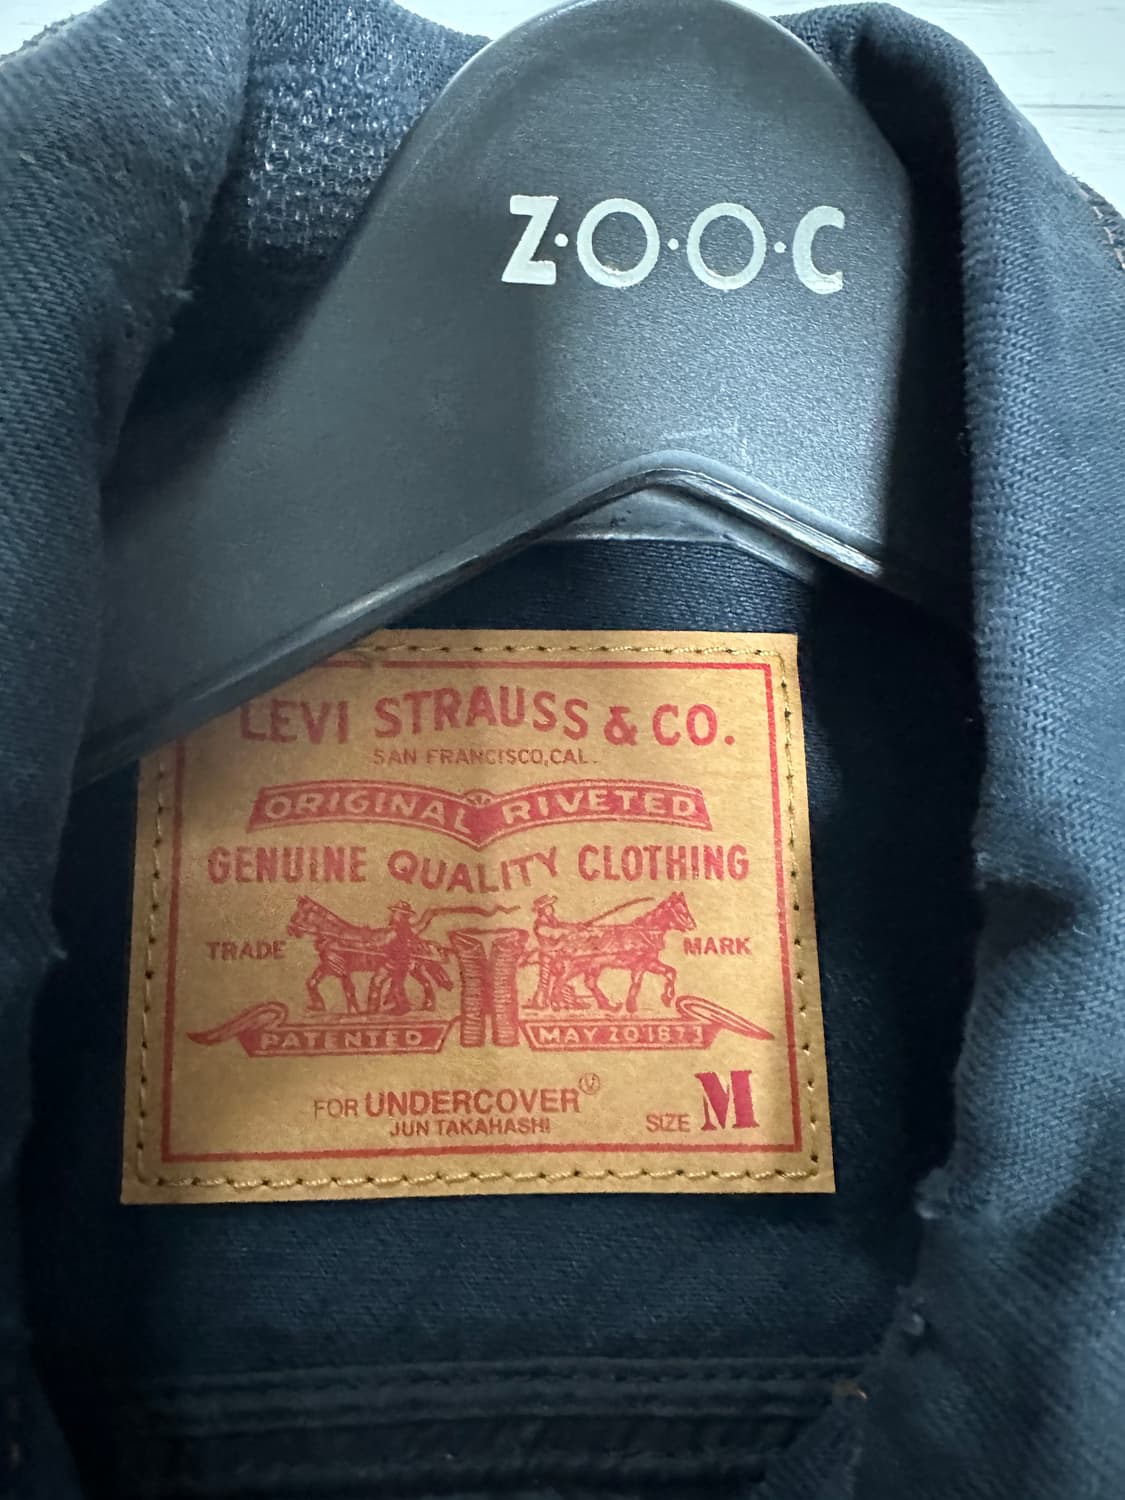 Z·O·O·C
LEVI STRAUSS & CO.
SAN FRANCISCO, CAL.
ORIGINAL RIVETED
GENUINE QUALITY CLOTHING
TRADE MARK
PATENTED MAY 20 1873
FOR UNDERCOVER Ⓤ
JUN TAKAHASHI
SIZE M